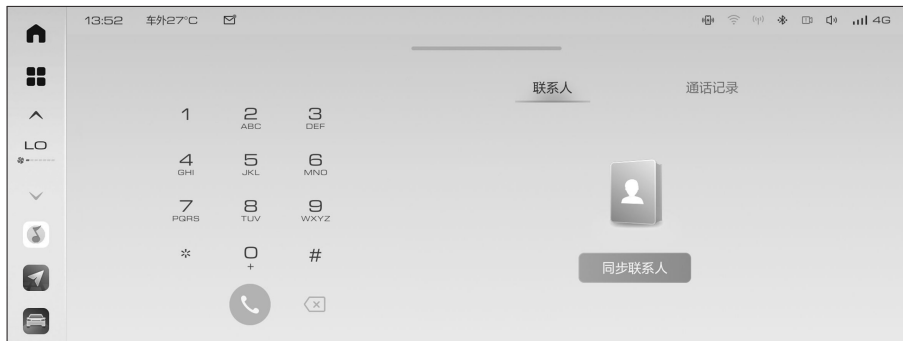 13:52 车外27°C 4G
联系人 通话记录
LO
1 2 3
ABC DEF
4 5 6
GHI JKL MNO
7 8 9
PQRS TUV WXYZ
* 0 #
+
同步联系人